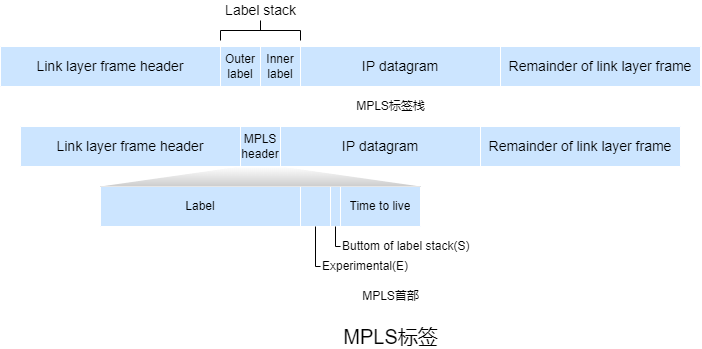 Label stack
Link layer frame header
Outer label
Inner label
IP datagram
Remainder of link layer frame
MPLS标签栈
Link layer frame header
MPLS header
IP datagram
Remainder of link layer frame
Label
Time to live
Buttom of label stack(S)
Experimental(E)
MPLS首部
MPLS标签